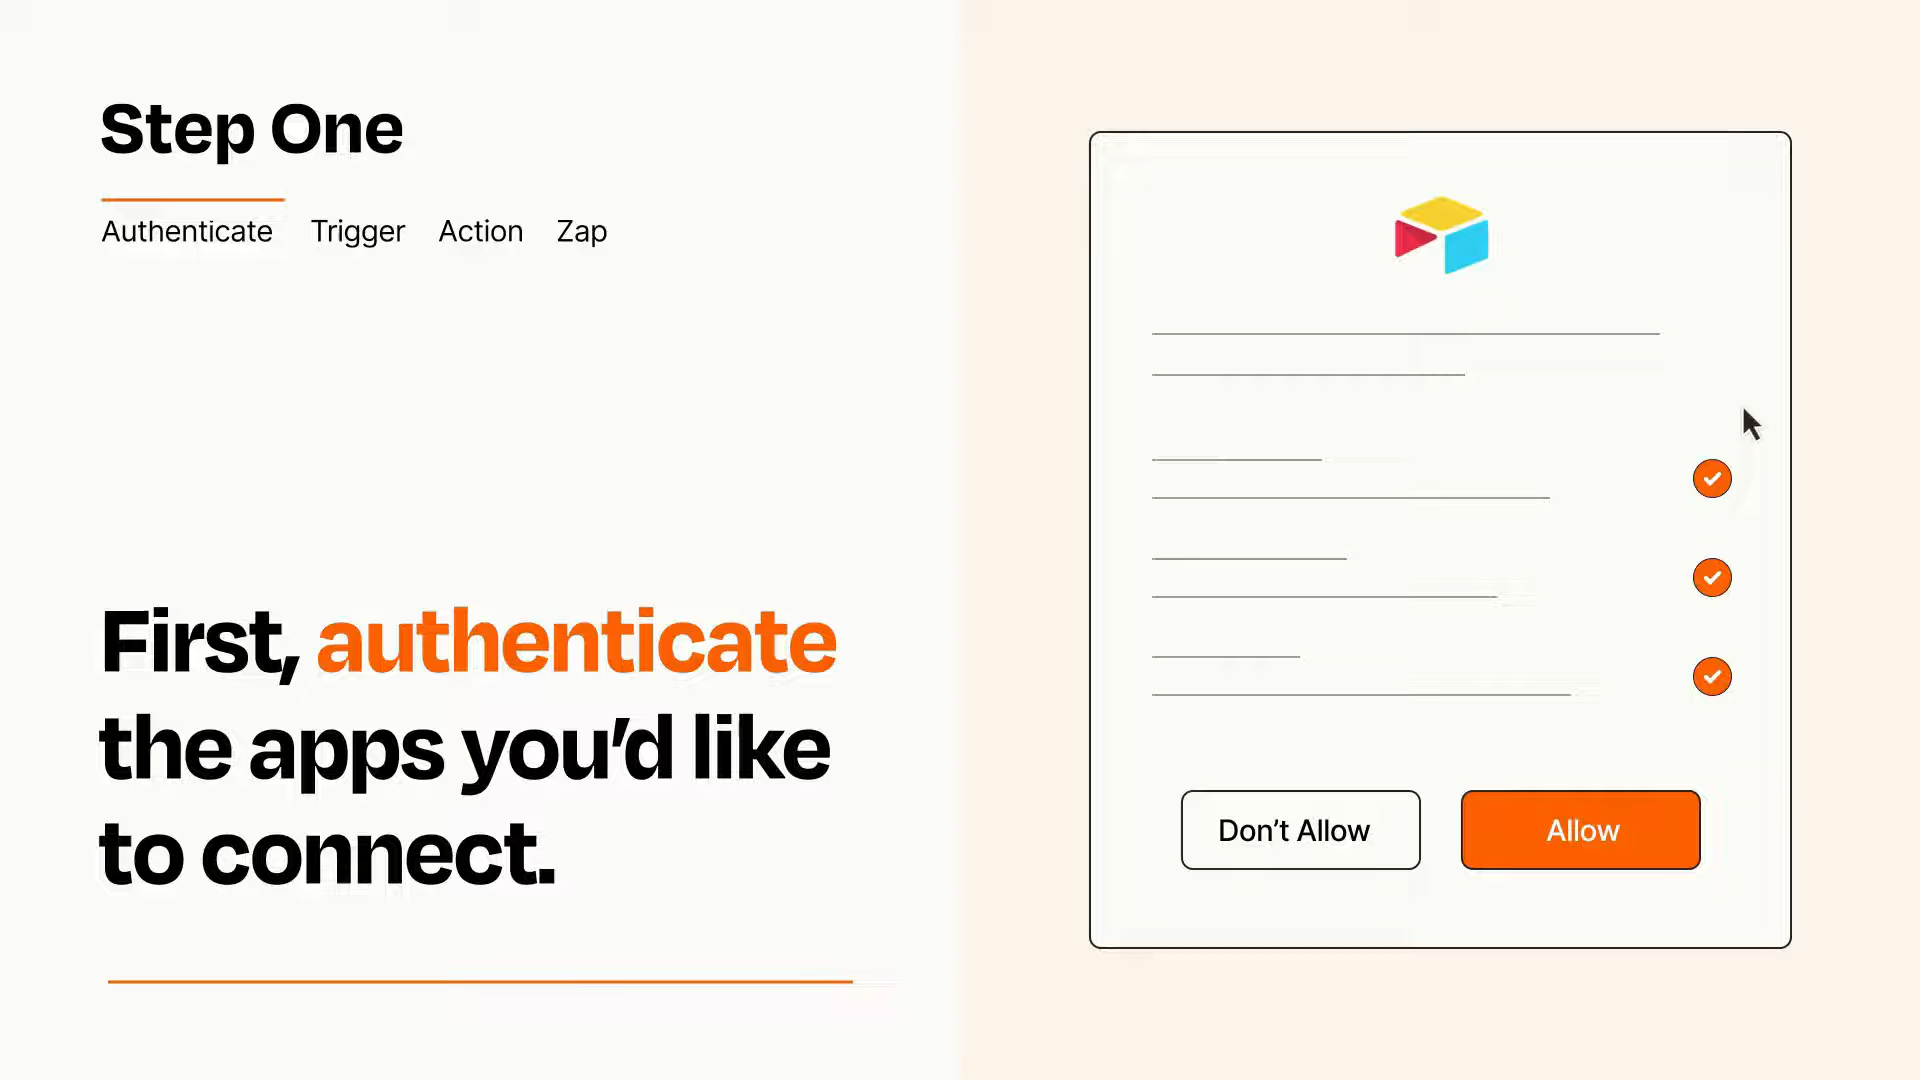 Step One
Authenticate Trigger Action Zap
First, authenticate
the apps you’d like
to connect.
Don’t Allow
Allow